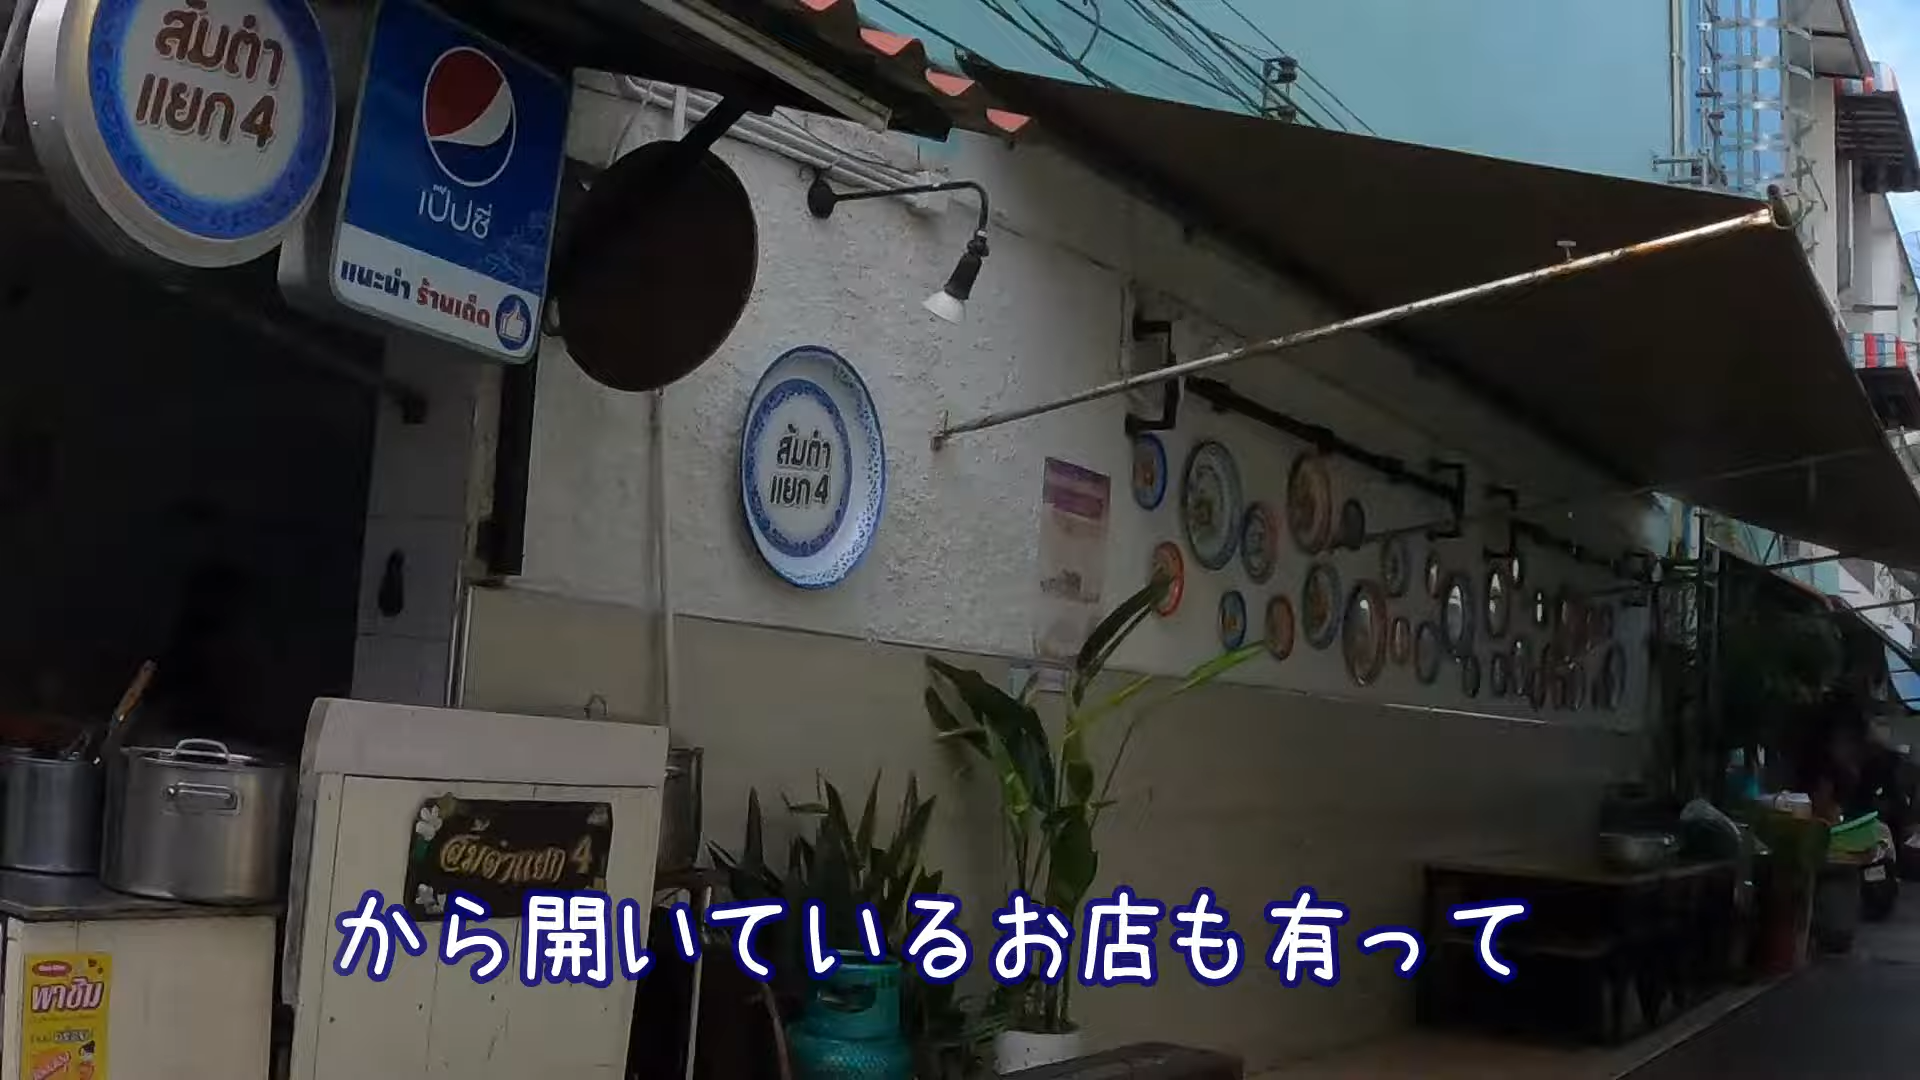 ส้มตำ
แยก 4
เป๊ปซี่
แนะนำ ร้านเด็ด
ส้มตำ
แยก 4
ส้มตำแยก 4
พาชิม
から開いているお店も有って